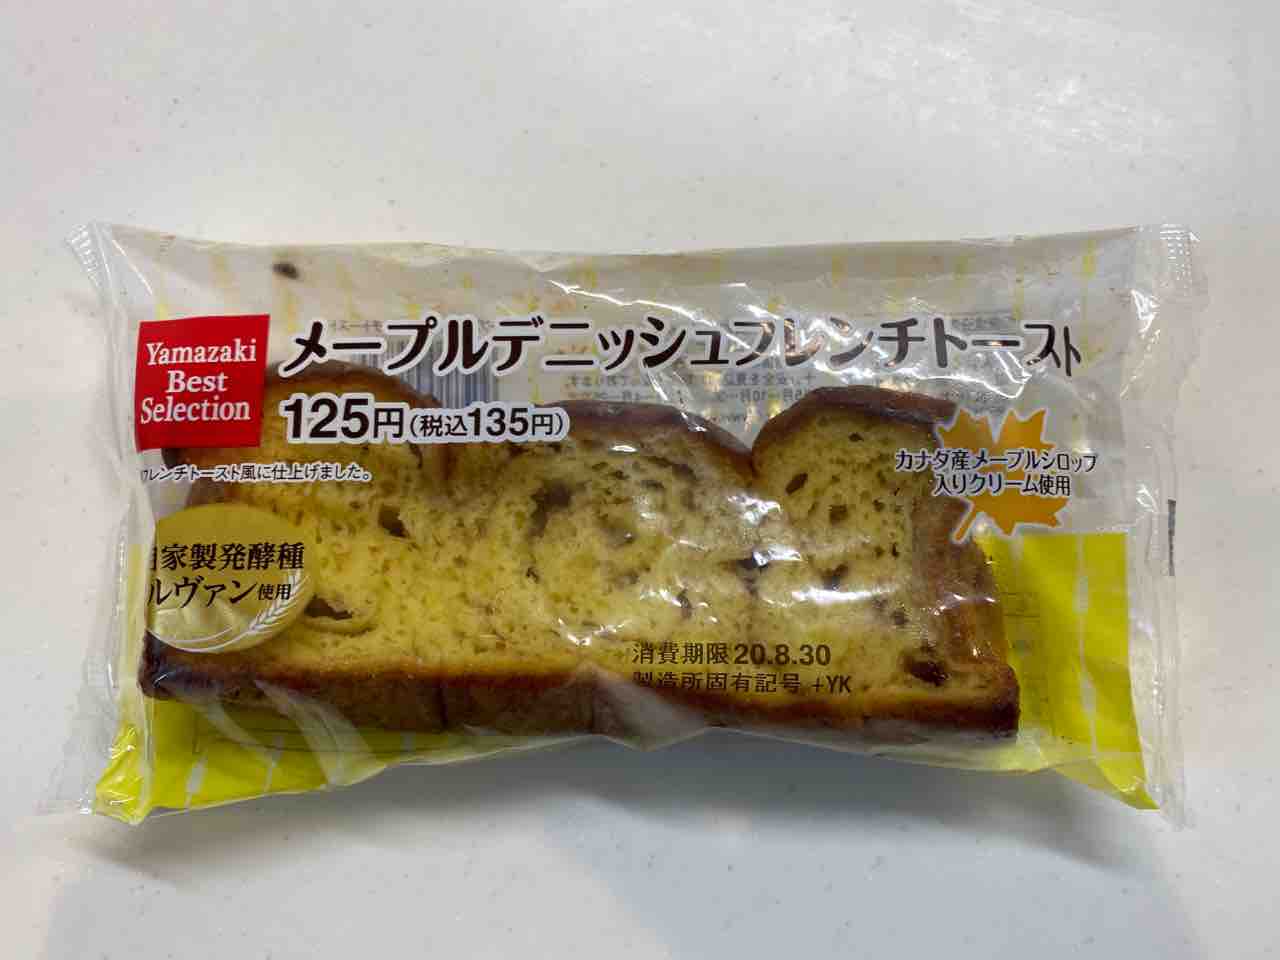 Yamazaki
Best
Selection
メープルデニッシュフレンチトースト
125円(税込135円)
フレンチトースト風に仕上げました。
カナダ産メープルシロップ
入りクリーム使用
自家製発酵種
ルヴァン使用
消費期限 20.8.30
製造所固有記号 +YK